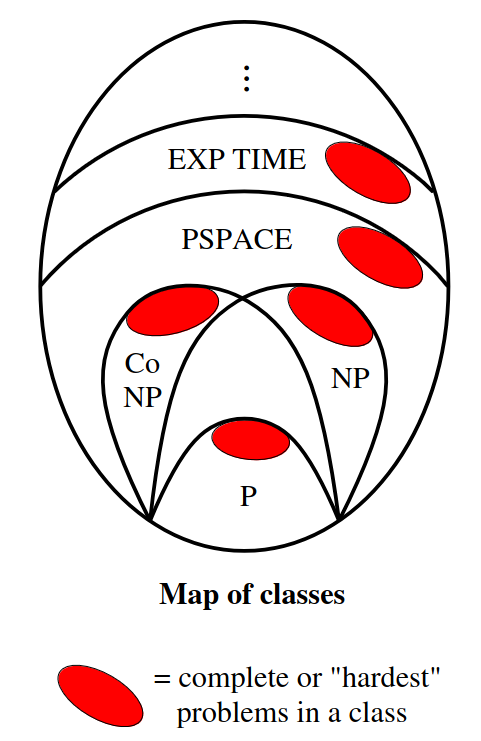 ⋮
EXP TIME
PSPACE
Co
NP
NP
P
Map of classes
= complete or "hardest"
problems in a class